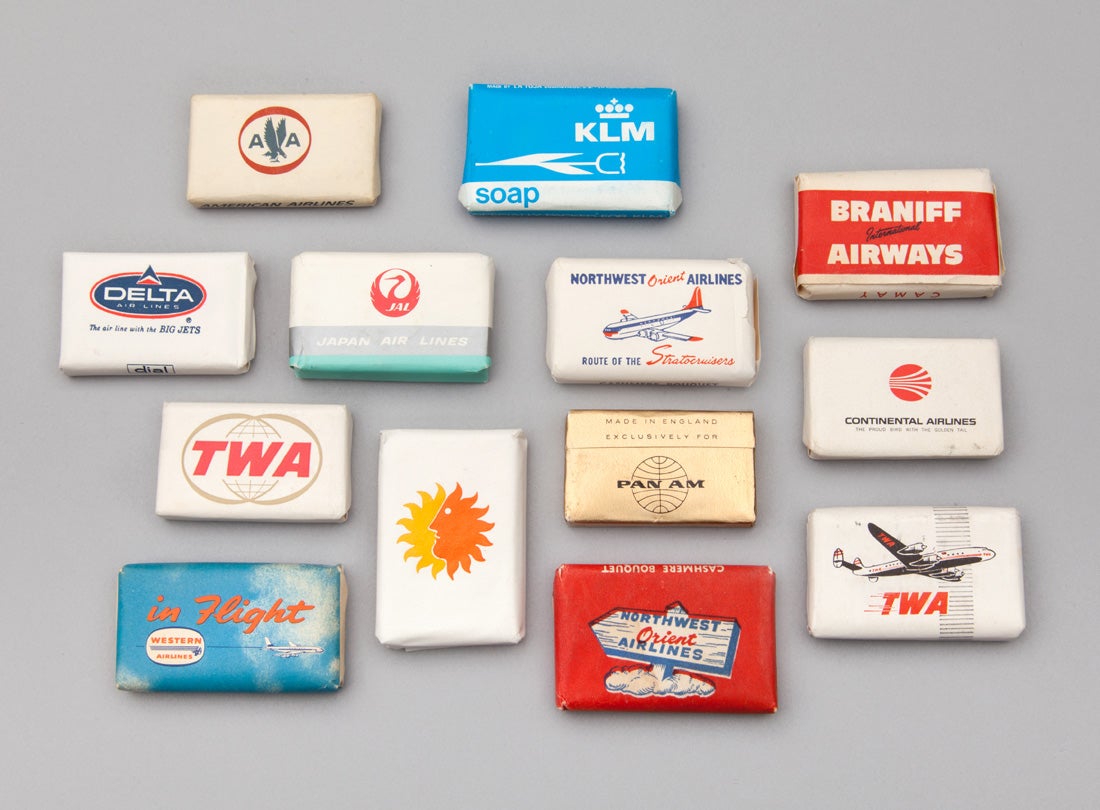 A A
AMERICAN AIRLINES
KLM
soap
BRANIFF
International
AIRWAYS
CAMAY
DELTA
AIR LINES
®
The air line with the BIG JETS
dial
JAL
JAPAN AIR LINES
NORTHWEST Orient AIRLINES
ROUTE OF THE Stratocruisers
CASHMERE BOUQUET
CONTINENTAL AIRLINES
THE PROUD BIRD WITH THE GOLDEN TAIL
TWA
MADE IN ENGLAND
EXCLUSIVELY FOR
PAN AM
TWA
TWA
in Flight
WESTERN
AIRLINES
CASHMERE BOUQUET
NORTHWEST
Orient
AIRLINES